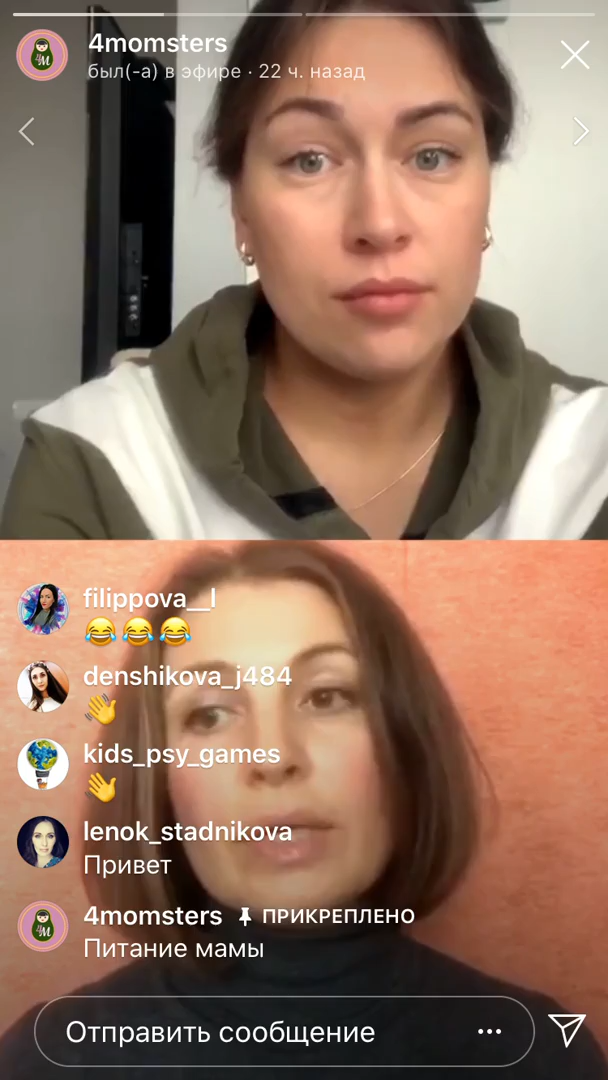 4momsters
был(-а) в эфире · 22 ч. назад
filippova__l
😂😂😂
denshikova_j484
👋
kids_psy_games
👋
lenok_stadnikova
Привет
4momsters ПРИКРЕПЛЕНО
Питание мамы
Отправить сообщение